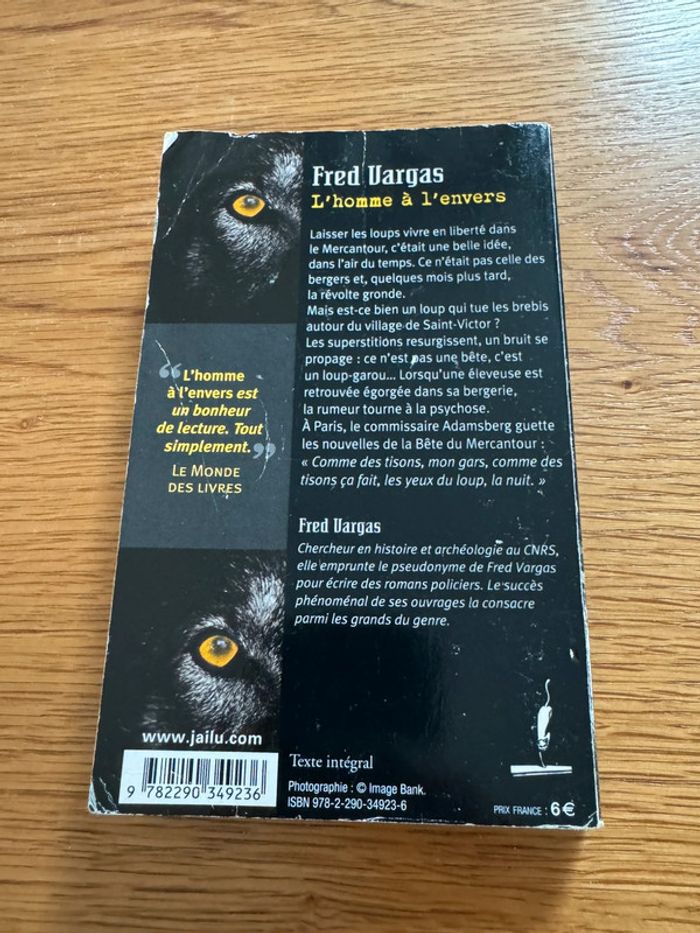 Fred Vargas
L'homme à l'envers
Laisser les loups vivre en liberté dans
le Mercantour, c'était une belle idée,
dans l'air du temps. Ce n'était pas celle des
bergers et, quelques mois plus tard,
la révolte gronde.
Mais est-ce bien un loup qui tue les brebis
autour du village de Saint-Victor ?
Les superstitions resurgissent, un bruit se
propage : ce n'est pas une bête, c'est
un loup-garou... Lorsqu'une éleveuse est
retrouvée égorgée dans sa bergerie,
la rumeur tourne à la psychose.
À Paris, le commissaire Adamsberg guette
les nouvelles de la Bête du Mercantour :
« Comme des tisons, mon gars, comme des
tisons ça fait, les yeux du loup, la nuit. »
“ L'homme
à l'envers est
un bonheur
de lecture. Tout
simplement. ”
LE MONDE
DES LIVRES
Fred Vargas
Chercheur en histoire et archéologie au CNRS,
elle emprunte le pseudonyme de Fred Vargas
pour écrire des romans policiers. Le succès
phénoménal de ses ouvrages la consacre
parmi les grands du genre.
www.jailu.com
9 782290 349236
Texte intégral
Photographie : © Image Bank.
ISBN 978-2-290-34923-6
PRIX FRANCE : 6€